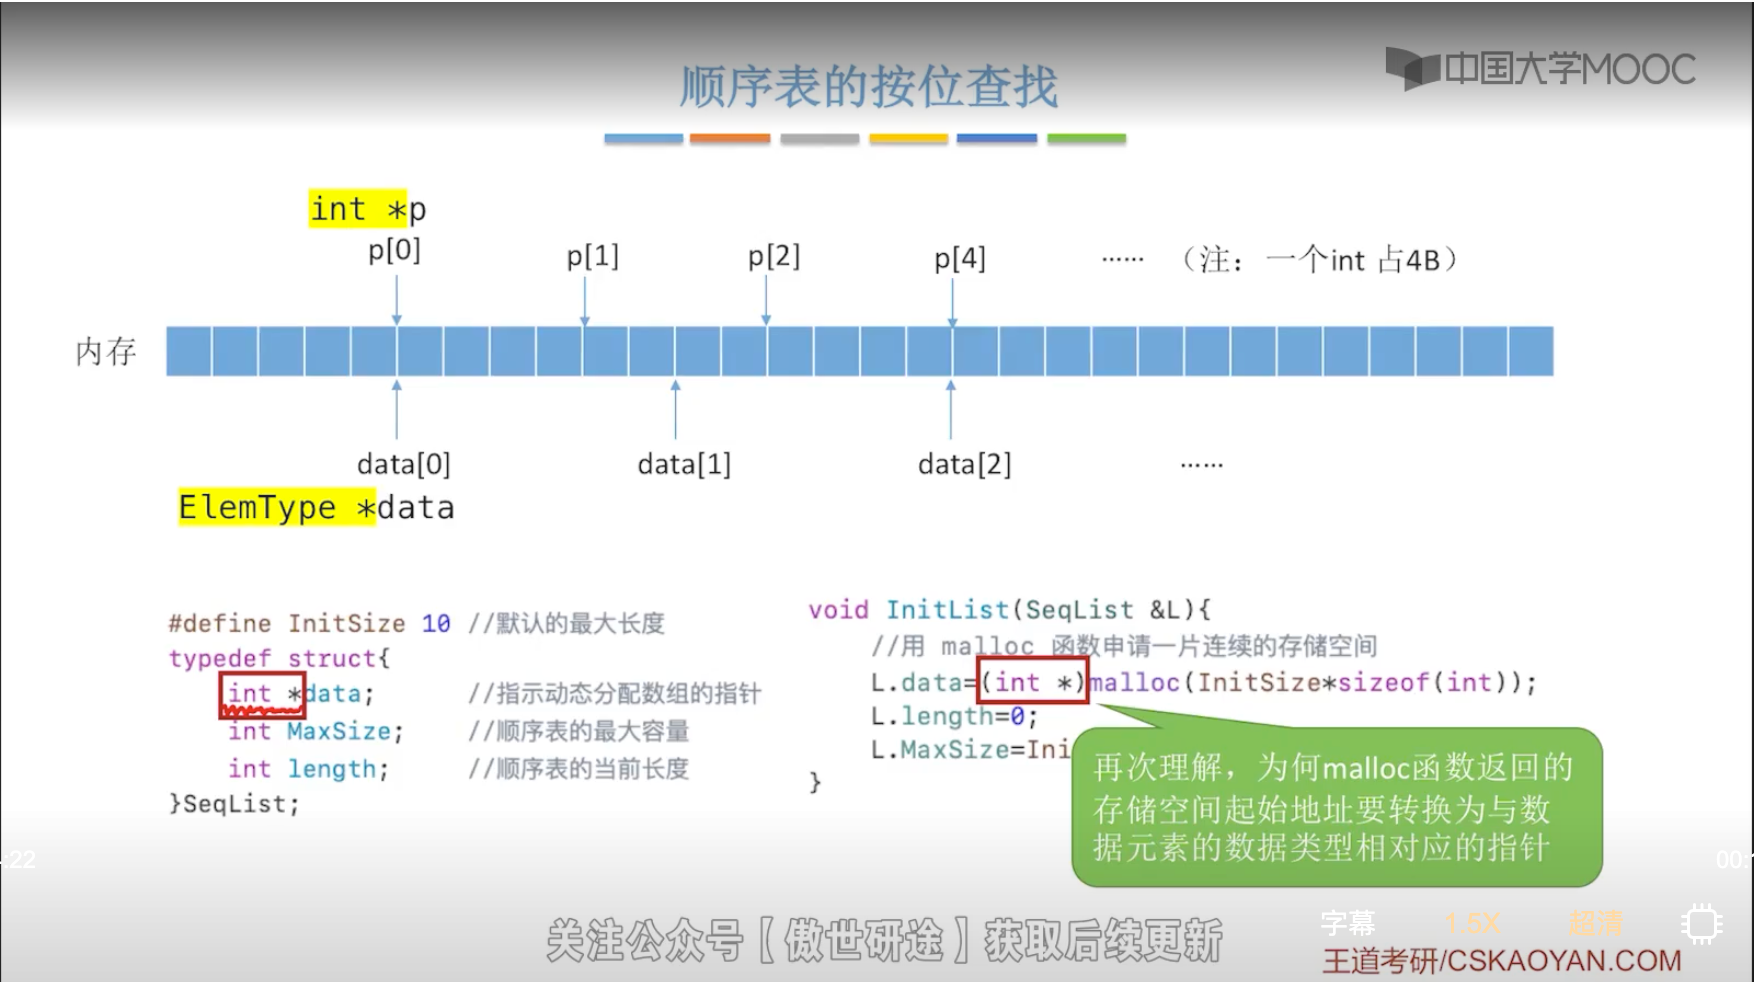 中国大学MOOC
顺序表的按位查找
int *p
p[0] p[1] p[2] p[4] …… （注：一个int 占4B）
内存
data[0] data[1] data[2] ……
ElemType *data
#define InitSize 10 //默认的最大长度
typedef struct{
int *data; //指示动态分配数组的指针
int MaxSize; //顺序表的最大容量
int length; //顺序表的当前长度
}SeqList;
void InitList(SeqList &L){
//用 malloc 函数申请一片连续的存储空间
L.data=(int *)malloc(InitSize*sizeof(int));
L.length=0;
L.MaxSize=Ini
}
再次理解，为何malloc函数返回的
存储空间起始地址要转换为与数
据元素的数据类型相对应的指针
:22
00:
字幕 1.5X 超清
关注公众号【傲世研途】获取后续更新
王道考研/CSKAOYAN.COM